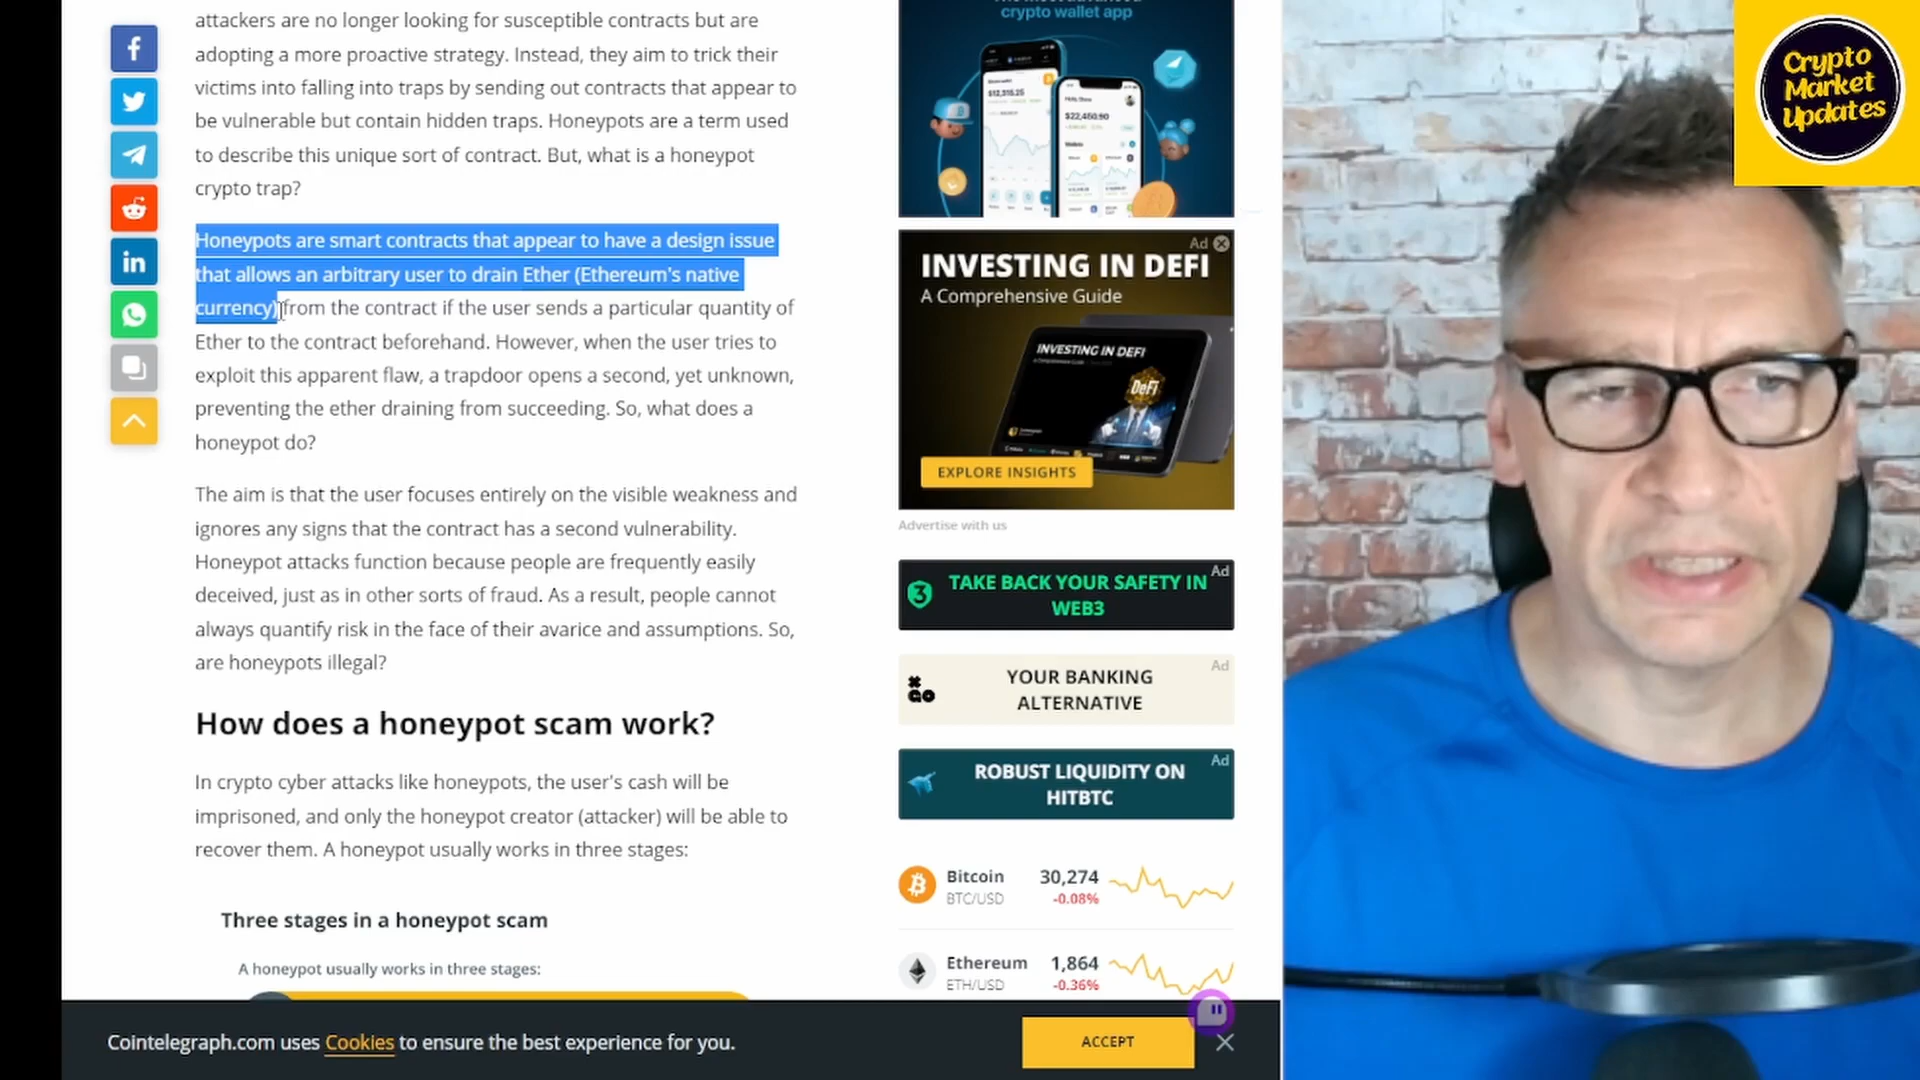 attackers are no longer looking for susceptible contracts but are
adopting a more proactive strategy. Instead, they aim to trick their
victims into falling into traps by sending out contracts that appear to
be vulnerable but contain hidden traps. Honeypots are a term used
to describe this unique sort of contract. But, what is a honeypot
crypto trap?
Honeypots are smart contracts that appear to have a design issue
that allows an arbitrary user to drain Ether (Ethereum's native
currency) from the contract if the user sends a particular quantity of
Ether to the contract beforehand. However, when the user tries to
exploit this apparent flaw, a trapdoor opens a second, yet unknown,
preventing the ether draining from succeeding. So, what does a
honeypot do?
The aim is that the user focuses entirely on the visible weakness and
ignores any signs that the contract has a second vulnerability.
Honeypot attacks function because people are frequently easily
deceived, just as in other sorts of fraud. As a result, people cannot
always quantify risk in the face of their avarice and assumptions. So,
are honeypots illegal?
How does a honeypot scam work?
In crypto cyber attacks like honeypots, the user's cash will be
imprisoned, and only the honeypot creator (attacker) will be able to
recover them. A honeypot usually works in three stages:
Three stages in a honeypot scam
A honeypot usually works in three stages:
crypto wallet app
$12,315.25
$22,450.90
Ad
INVESTING IN DEFI
A Comprehensive Guide
INVESTING IN DEFI
DeFi
EXPLORE INSIGHTS
Advertise with us
Ad
TAKE BACK YOUR SAFETY IN
WEB3
Ad
YOUR BANKING
ALTERNATIVE
Ad
ROBUST LIQUIDITY ON
HITBTC
Bitcoin 30,274
BTC/USD -0.08%
Ethereum 1,864
ETH/USD -0.36%
Cointelegraph.com uses Cookies to ensure the best experience for you.
ACCEPT
Crypto
Market
Updates